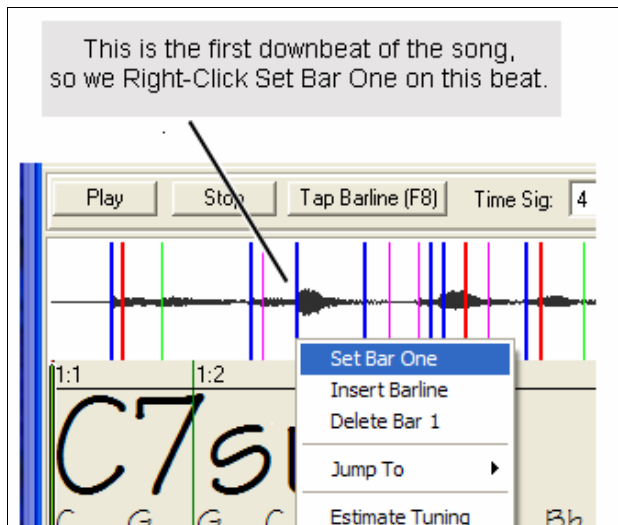 This is the first downbeat of the song,
so we Right-Click Set Bar One on this beat.
Play Stop Tap Barline (F8) Time Sig: 4
Set Bar One
1:1 1:2
Insert Barline
Delete Bar 1
C7s
Jump To
C G G C Estimate Tuning Bb